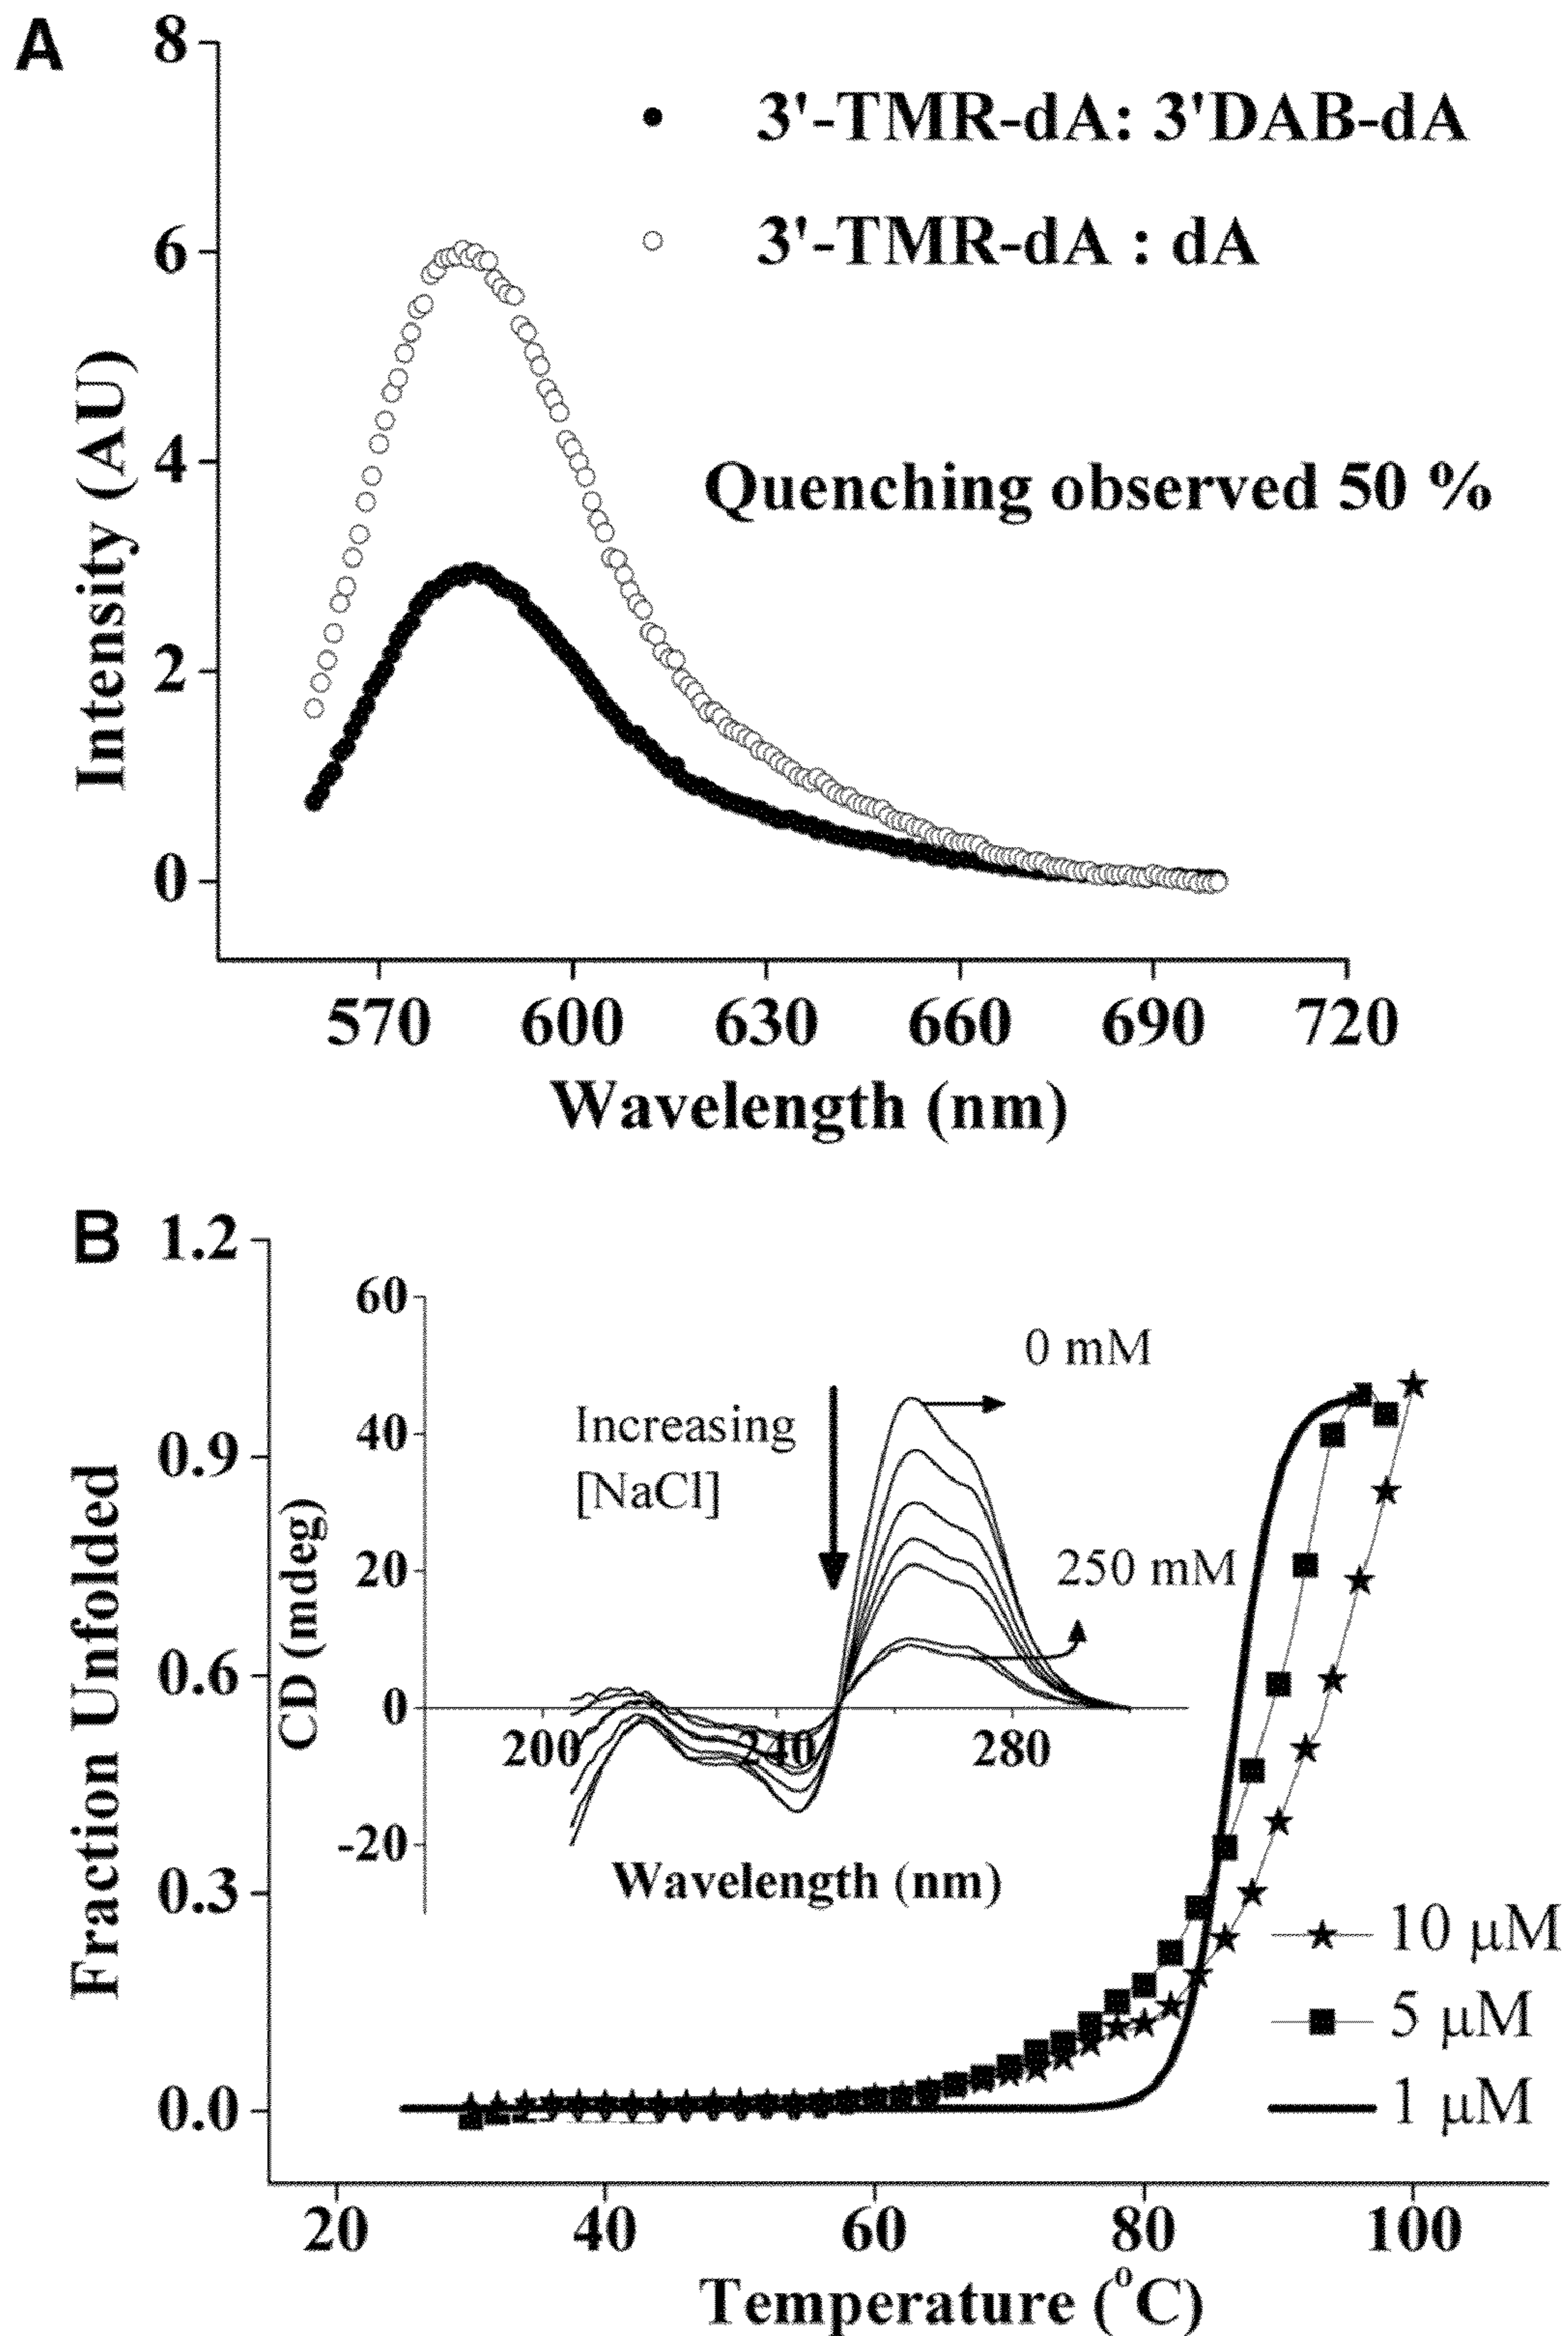 A
8
3'-TMR-dA: 3'DAB-dA
3'-TMR-dA : dA
6
4
Quenching observed 50 %
2
0
Intensity (AU)
570 600 630 660 690 720
Wavelength (nm)
B
1.2
0.9
0.6
0.3
0.0
Fraction Unfolded
60
40
20
0
-20
CD (mdeg)
0 mM
Increasing
[NaCl]
250 mM
200 240 280
Wavelength (nm)
10 μM
5 μM
1 μM
20 40 60 80 100
Temperature (°C)